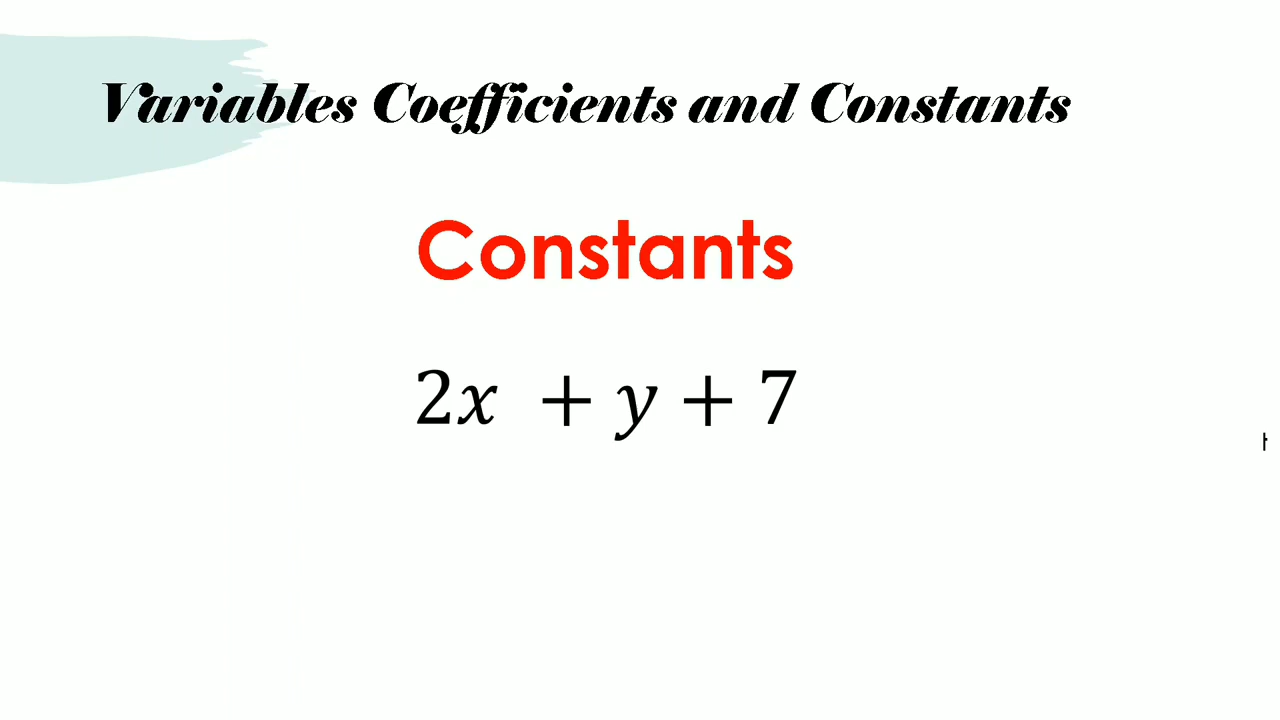 Variables Coefficients and Constants
Constants
2x + y + 7